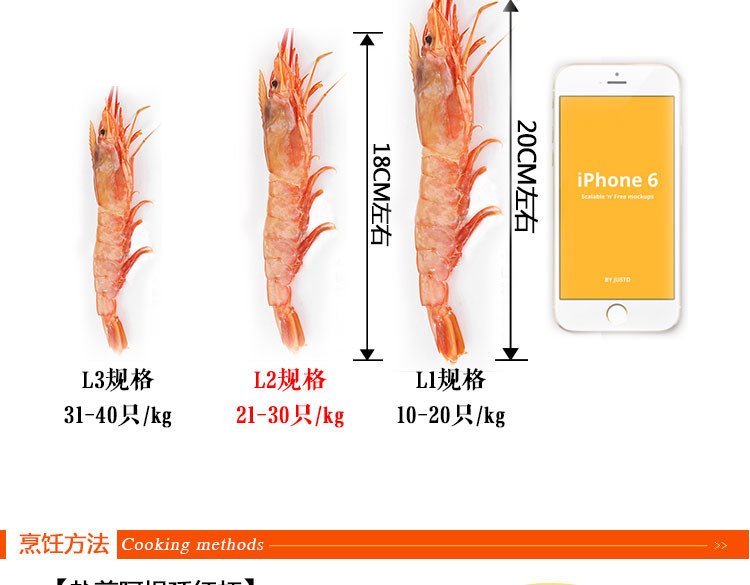 18CM左右
20CM左右
iPhone 6
Scalable 'n' Free mockups
BY JUSTD
L3规格
L2规格
L1规格
31-40只/kg
21-30只/kg
10-20只/kg
烹饪方法 Cooking methods >>